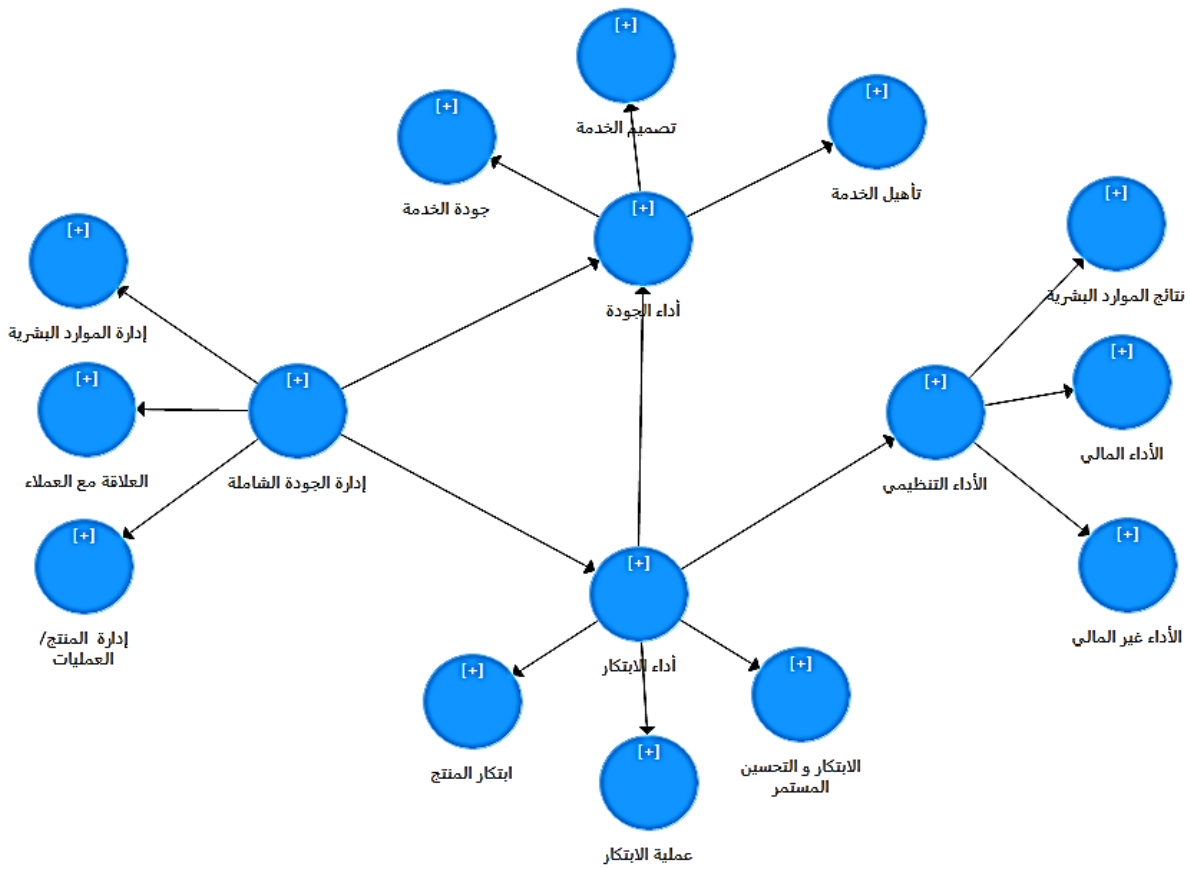 [+]
تصميم الخدمة
[+]
تأهيل الخدمة
[+]
جودة الخدمة
[+]
نتائج الموارد البشرية
[+]
أداء الجودة
[+]
إدارة الموارد البشرية
[+]
الأداء المالي
[+]
العلاقة مع العملاء
[+]
إدارة الجودة الشاملة
[+]
الأداء التنظيمي
[+]
إدارة المنتج/
العمليات
[+]
الأداء غير المالي
[+]
أداء الابتكار
[+]
الابتكار و التحسين
المستمر
[+]
ابتكار المنتج
[+]
عملية الابتكار